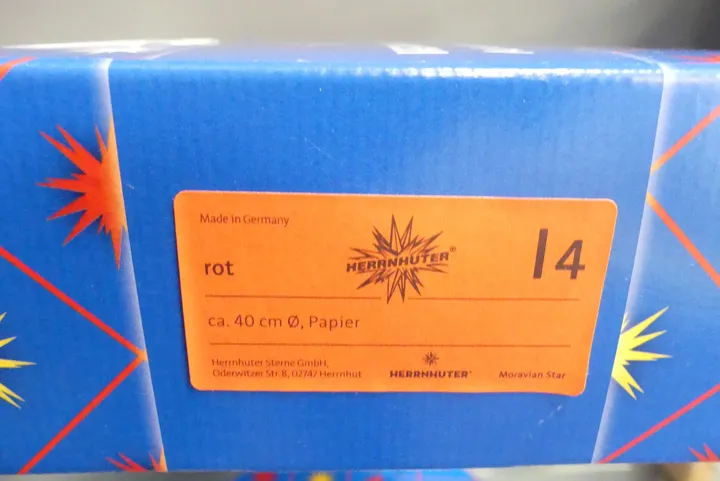 Made in Germany
rot
HERRNHUTER®
I4
ca. 40 cm Ø, Papier
Herrnhuter Sterne GmbH,
Oderwitzer Str. 8, 02747 Herrnhut
HERRNHUTER®
Moravian Star